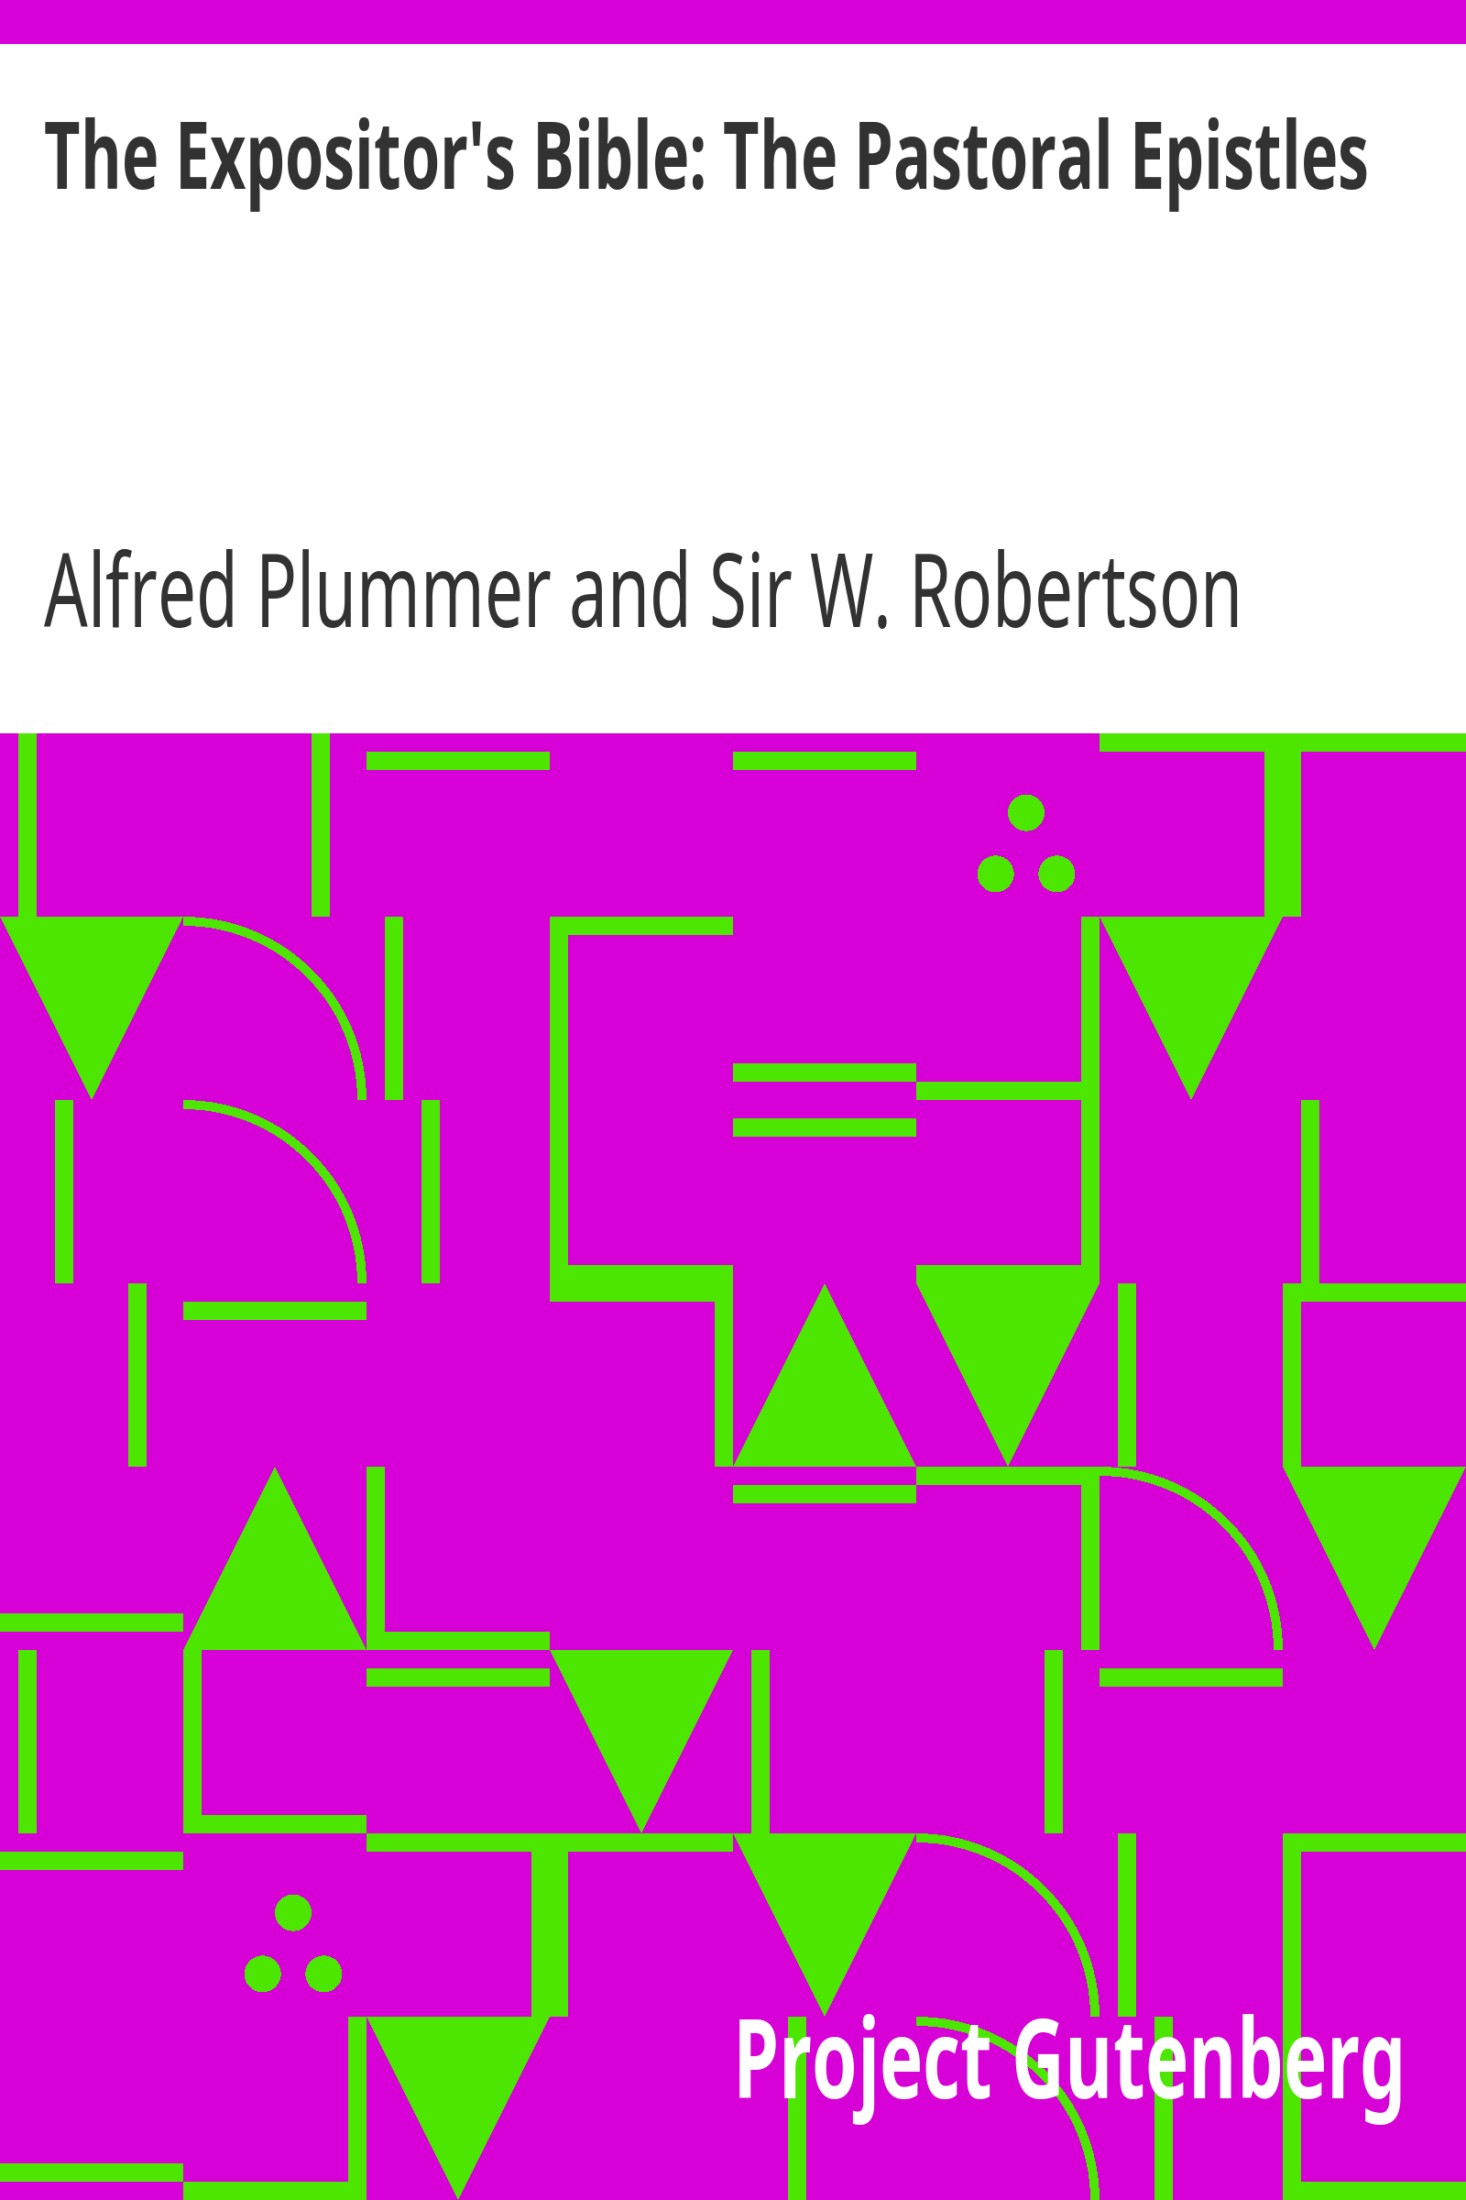 The Expositor's Bible: The Pastoral Epistles
Alfred Plummer and Sir W. Robertson
Project Gutenberg